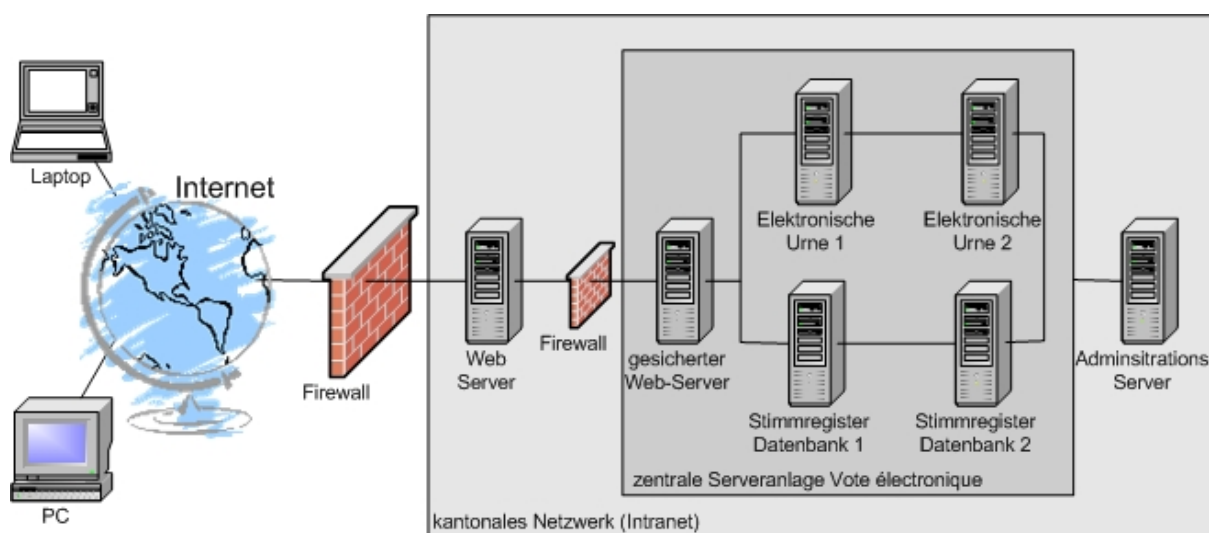 Laptop
Internet
PC
Firewall
Web
Server
Firewall
gesicherter
Web-Server
Elektronische
Urne 1
Elektronische
Urne 2
Stimmregister
Datenbank 1
Stimmregister
Datenbank 2
Adminsitrations
Server
zentrale Serveranlage Vote électronique
kantonales Netzwerk (Intranet)